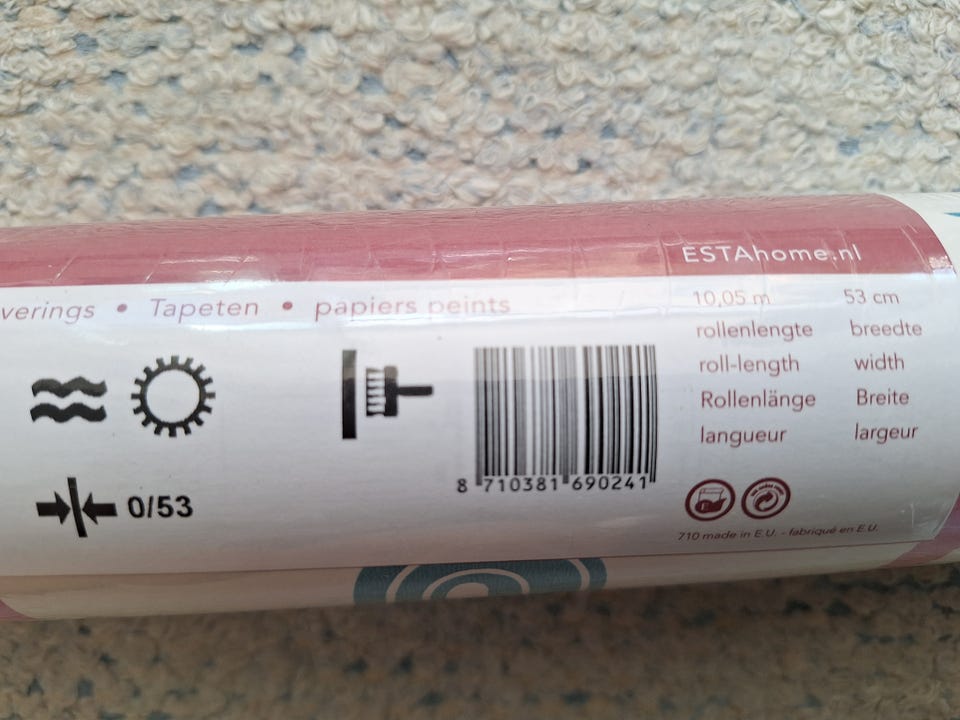 ESTAhome.nl
verings • Tapeten • papiers peints
10,05 m 53 cm
rollenlengte breedte
roll-length width
Rollenlänge Breite
langueur largeur
0/53
8 710381 690241
710 made in E.U. - fabriqué en E.U.